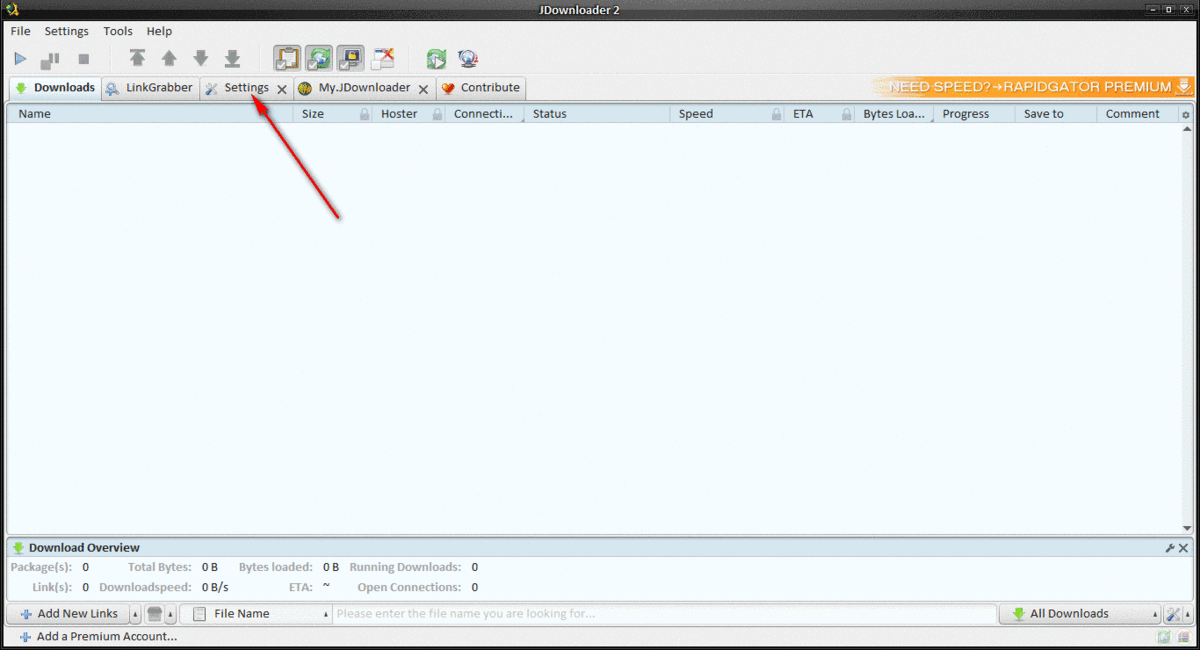 JDownloader 2
File Settings Tools Help
Downloads LinkGrabber Settings My.JDownloader Contribute NEED SPEED?→RAPIDGATOR PREMIUM
Name Size Hoster Connecti... Status Speed ETA Bytes Loa... Progress Save to Comment
Download Overview
Package(s): 0 Total Bytes: 0 B Bytes loaded: 0 B Running Downloads: 0
Link(s): 0 Downloadspeed: 0 B/s ETA: ~ Open Connections: 0
Add New Links File Name Please enter the file name you are looking for... All Downloads
Add a Premium Account...